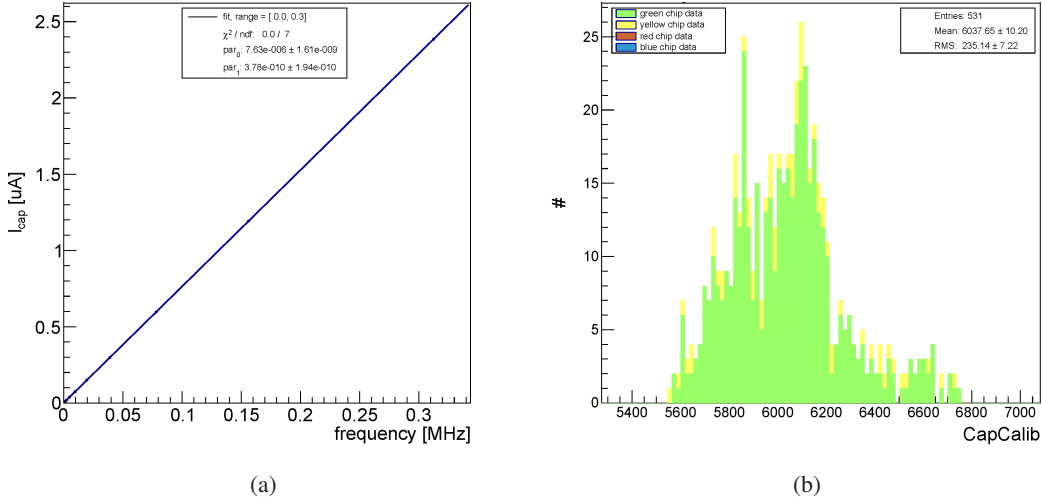 fit, range = [ 0.0, 0.3]
χ² / ndf: 0.0 / 7
par₀: 7.63e-006 ± 1.61e-009
par₁: 3.78e-010 ± 1.94e-010
2.5
2
1.5
1
0.5
0
I_cap [uA]
0 0.05 0.1 0.15 0.2 0.25 0.3
frequency [MHz]
(a)
green chip data
yellow chip data
red chip data
blue chip data
Entries: 531
Mean: 6037.65 ± 10.20
RMS: 235.14 ± 7.22
25
20
15
10
5
0
#
5400 5600 5800 6000 6200 6400 6600 6800 7000
CapCalib
(b)